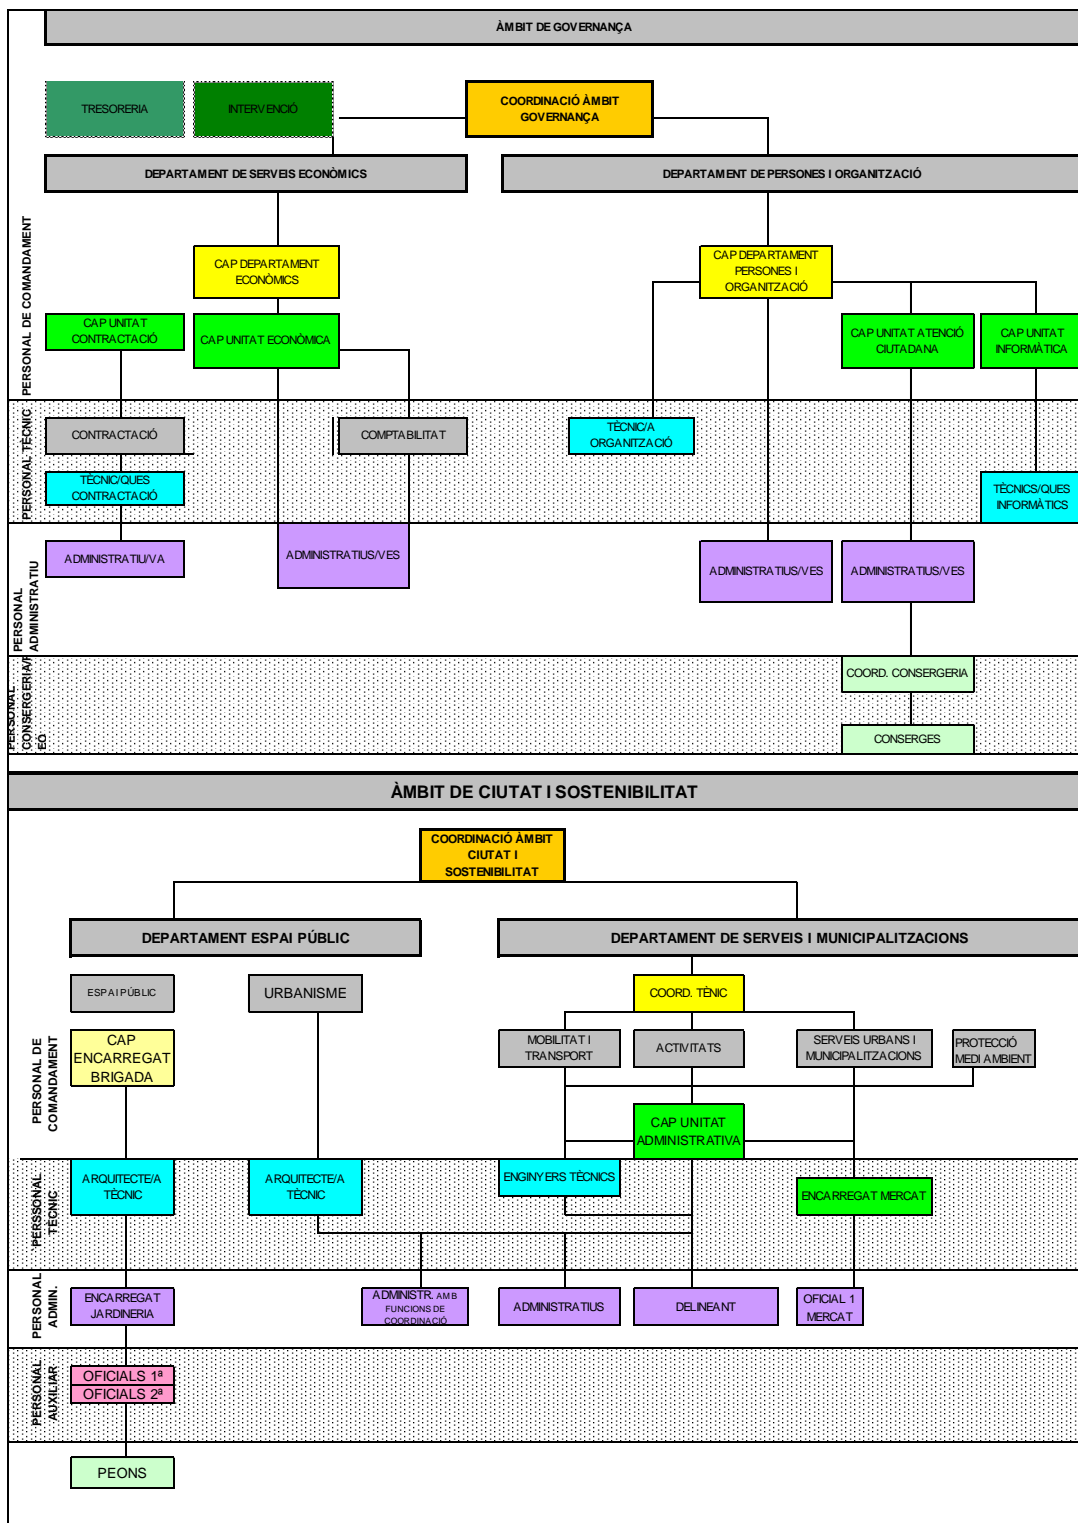 ÀMBIT DE GOVERNANÇA
TRESORERIA
INTERVENCIÓ
COORDINACIÓ ÀMBIT
GOVERNANÇA
DEPARTAMENT DE SERVEIS ECONÒMICS
DEPARTAMENT DE PERSONES I ORGANITZACIÓ
PERSONAL DE COMANDAMENT
CAP DEPARTAMENT
ECONÒMICS
CAP DEPARTAMENT
PERSONES I
ORGANITZACIÓ
CAP UNITAT
CONTRACTACIÓ
CAP UNITAT ECONÒMICA
CAP UNITAT ATENCIÓ
CIUTADANA
CAP UNITAT
INFORMÀTICA
PERSONAL TÈCNIC
CONTRACTACIÓ
COMPTABILITAT
TÈCNIC/A
ORGANITZACIÓ
TÈCNIC/QUES
CONTRACTACIÓ
TÈCNICS/QUES
INFORMÀTICS
PERSONAL
ADMINISTRATIU
ADMINISTRATIU/VA
ADMINISTRATIUS/VES
ADMINISTRATIUS/VES
ADMINISTRATIUS/VES
PERSONAL
CONSERGERIA/P
EÓ
COORD. CONSERGERIA
CONSERGES
ÀMBIT DE CIUTAT I SOSTENIBILITAT
COORDINACIÓ ÀMBIT
CIUTAT I
SOSTENIBILITAT
DEPARTAMENT ESPAI PÚBLIC
DEPARTAMENT DE SERVEIS I MUNICIPALITZACIONS
PERSONAL DE
COMANDAMENT
ESPAI PÚBLIC
URBANISME
COORD. TÈNIC
CAP
ENCARREGAT
BRIGADA
MOBILITAT I
TRANSPORT
ACTIVITATS
SERVEIS URBANS I
MUNICIPALITZACIONS
PROTECCIÓ
MEDI AMBIENT
CAP UNITAT
ADMINISTRATIVA
PERSSONAL
TÈCNIC
ARQUITECTE/A
TÈCNIC
ARQUITECTE/A
TÈCNIC
ENGINYERS TÈCNICS
ENCARREGAT MERCAT
PERSONAL
ADMIN.
ENCARREGAT
JARDINERIA
ADMINISTR. AMB
FUNCIONS DE
COORDINACIÓ
ADMINISTRATIUS
DELINEANT
OFICIAL 1
MERCAT
PERSONAL
AUXILIAR
OFICIALS 1ª
OFICIALS 2ª
PEONS